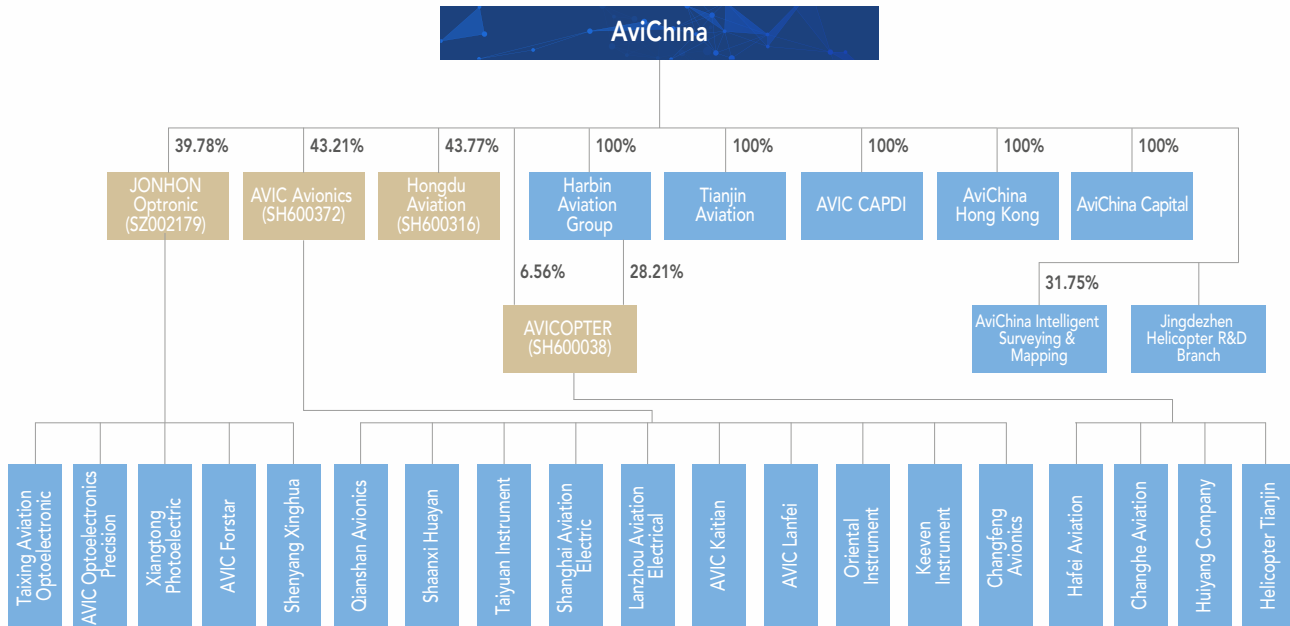 AviChina
39.78%
43.21%
43.77%
100%
100%
100%
100%
100%
JONHON
Optronic
(SZ002179)
AVIC Avionics
(SH600372)
Hongdu
Aviation
(SH600316)
Harbin
Aviation
Group
Tianjin
Aviation
AVIC CAPDI
AviChina
Hong Kong
AviChina Capital
6.56%
28.21%
31.75%
AVICOPTER
(SH600038)
AviChina Intelligent
Surveying &
Mapping
Jingdezhen
Helicopter R&D
Branch
Taixing Aviation
Optoelectronic
AVIC Optoelectronics
Precision
Xiangtong
Photoelectric
AVIC Forstar
Shenyang Xinghua
Qianshan Avionics
Shaanxi Huayan
Taiyuan Instrument
Shanghai Aviation
Electric
Lanzhou Aviation
Electrical
AVIC Kaitian
AVIC Lanfei
Oriental
Instrument
Keeven
Instrument
Changfeng
Avionics
Hafei Aviation
Changhe Aviation
Huiyang Company
Helicopter Tianjin